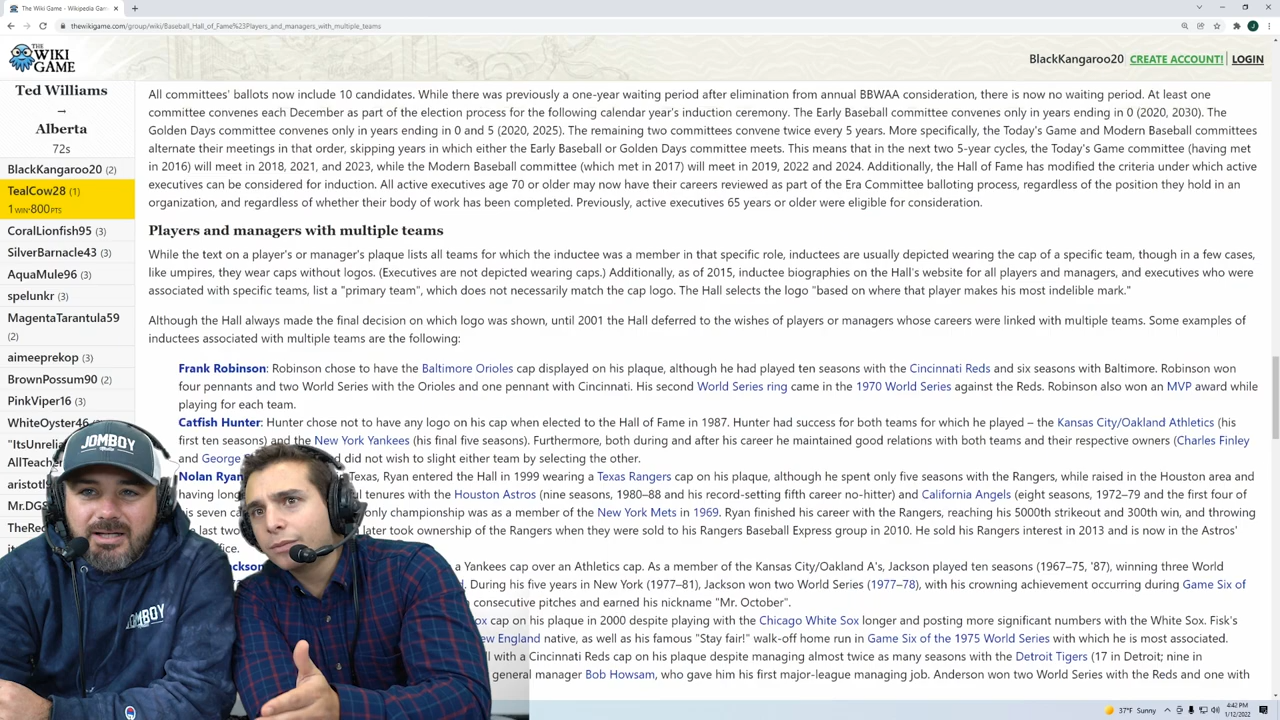 The Wiki Game - Wikipedia Game
thewikigame.com/group/wiki/Baseball_Hall_of_Fame%23Players_and_managers_with_multiple_teams
THE WIKI GAME
BlackKangaroo20 CREATE ACCOUNT! | LOGIN
Ted Williams
→
Alberta
72s
BlackKangaroo20 (2)
TealCow28 (1)
1 WIN·800 PTS
CoralLionfish95 (3)
SilverBarnacle43 (3)
AquaMule96 (3)
spelunkr (3)
MagentaTarantula59
(2)
aimeeprekop (3)
BrownPossum90 (2)
PinkViper16 (3)
WhiteOyster46
"ItsUnrelia
AllTeacher
aristotl
Mr.DGS
TheRed
All committees' ballots now include 10 candidates. While there was previously a one-year waiting period after elimination from annual BBWAA consideration, there is now no waiting period. At least one
committee convenes each December as part of the election process for the following calendar year's induction ceremony. The Early Baseball committee convenes only in years ending in 0 (2020, 2030). The
Golden Days committee convenes only in years ending in 0 and 5 (2020, 2025). The remaining two committees convene twice every 5 years. More specifically, the Today's Game and Modern Baseball committees
alternate their meetings in that order, skipping years in which either the Early Baseball or Golden Days committee meets. This means that in the next two 5-year cycles, the Today's Game committee (having met
in 2016) will meet in 2018, 2021, and 2023, while the Modern Baseball committee (which met in 2017) will meet in 2019, 2022 and 2024. Additionally, the Hall of Fame has modified the criteria under which active
executives can be considered for induction. All active executives age 70 or older may now have their careers reviewed as part of the Era Committee balloting process, regardless of the position they hold in an
organization, and regardless of whether their body of work has been completed. Previously, active executives 65 years or older were eligible for consideration.
Players and managers with multiple teams
While the text on a player's or manager's plaque lists all teams for which the inductee was a member in that specific role, inductees are usually depicted wearing the cap of a specific team, though in a few cases,
like umpires, they wear caps without logos. (Executives are not depicted wearing caps.) Additionally, as of 2015, inductee biographies on the Hall's website for all players and managers, and executives who were
associated with specific teams, list a "primary team", which does not necessarily match the cap logo. The Hall selects the logo "based on where that player makes his most indelible mark."
Although the Hall always made the final decision on which logo was shown, until 2001 the Hall deferred to the wishes of players or managers whose careers were linked with multiple teams. Some examples of
inductees associated with multiple teams are the following:
Frank Robinson: Robinson chose to have the Baltimore Orioles cap displayed on his plaque, although he had played ten seasons with the Cincinnati Reds and six seasons with Baltimore. Robinson won
four pennants and two World Series with the Orioles and one pennant with Cincinnati. His second World Series ring came in the 1970 World Series against the Reds. Robinson also won an MVP award while
playing for each team.
Catfish Hunter: Hunter chose not to have any logo on his cap when elected to the Hall of Fame in 1987. Hunter had success for both teams for which he played – the Kansas City/Oakland Athletics (his
first ten seasons) and the New York Yankees (his final five seasons). Furthermore, both during and after his career he maintained good relations with both teams and their respective owners (Charles Finley
and George S d did not wish to slight either team by selecting the other.
Nolan Ryan in Texas, Ryan entered the Hall in 1999 wearing a Texas Rangers cap on his plaque, although he spent only five seasons with the Rangers, while raised in the Houston area and
having long ul tenures with the Houston Astros (nine seasons, 1980–88 and his record-setting fifth career no-hitter) and California Angels (eight seasons, 1972–79 and the first four of
is seven ca only championship was as a member of the New York Mets in 1969. Ryan finished his career with the Rangers, reaching his 5000th strikeout and 300th win, and throwing
last two later took ownership of the Rangers when they were sold to his Rangers Baseball Express group in 2010. He sold his Rangers interest in 2013 and is now in the Astros'
fice.
ackson a Yankees cap over an Athletics cap. As a member of the Kansas City/Oakland A's, Jackson played ten seasons (1967–75, '87), winning three World
. During his five years in New York (1977–81), Jackson won two World Series (1977–78), with his crowning achievement occurring during Game Six of
consecutive pitches and earned his nickname "Mr. October".
ox cap on his plaque in 2000 despite playing with the Chicago White Sox longer and posting more significant numbers with the White Sox. Fisk's
ew England native, as well as his famous "Stay fair!" walk-off home run in Game Six of the 1975 World Series with which he is most associated.
l with a Cincinnati Reds cap on his plaque despite managing almost twice as many seasons with the Detroit Tigers (17 in Detroit; nine in
general manager Bob Howsam, who gave him his first major-league managing job. Anderson won two World Series with the Reds and one with
JOMBOY
JOMBOY
37°F Sunny
4:42 PM
1/12/2022